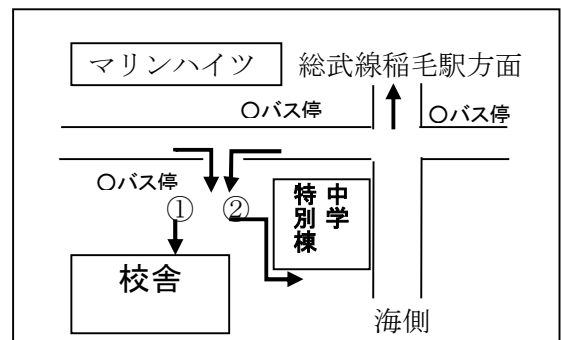 マリンハイツ
総武線稲毛駅方面
○バス停
○バス停
○バス停
①
②
中学
特別棟
校舎
海側